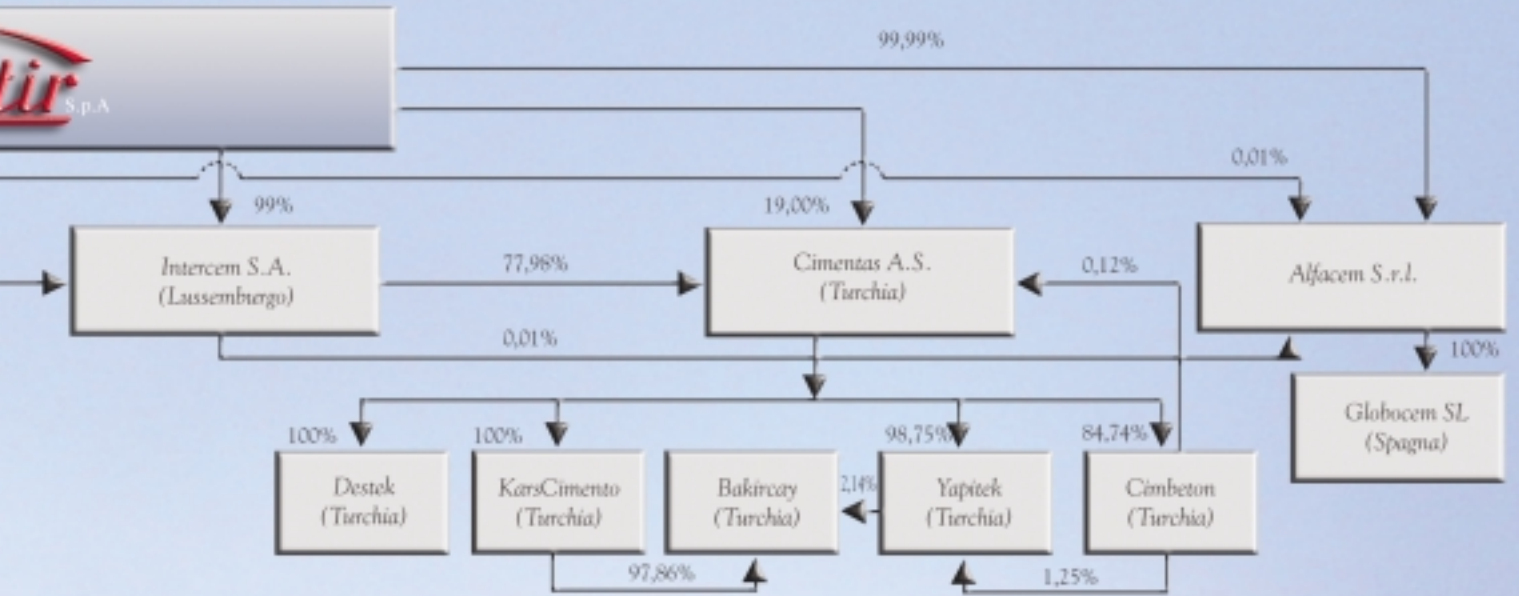 tir S.p.A
99,99%
0,01%
99%
19,00%
Intercem S.A.
(Lussemburgo)
77,98%
Cimentas A.S.
(Turchia)
0,12%
Alfacem S.r.l.
0,01%
100%
Globocem SL
(Spagna)
100%
100%
98,75%
84,74%
Destek
(Turchia)
KarsCimento
(Turchia)
Bakircay
(Turchia)
2,14%
Yapitek
(Turchia)
Cimbeton
(Turchia)
97,86%
1,25%